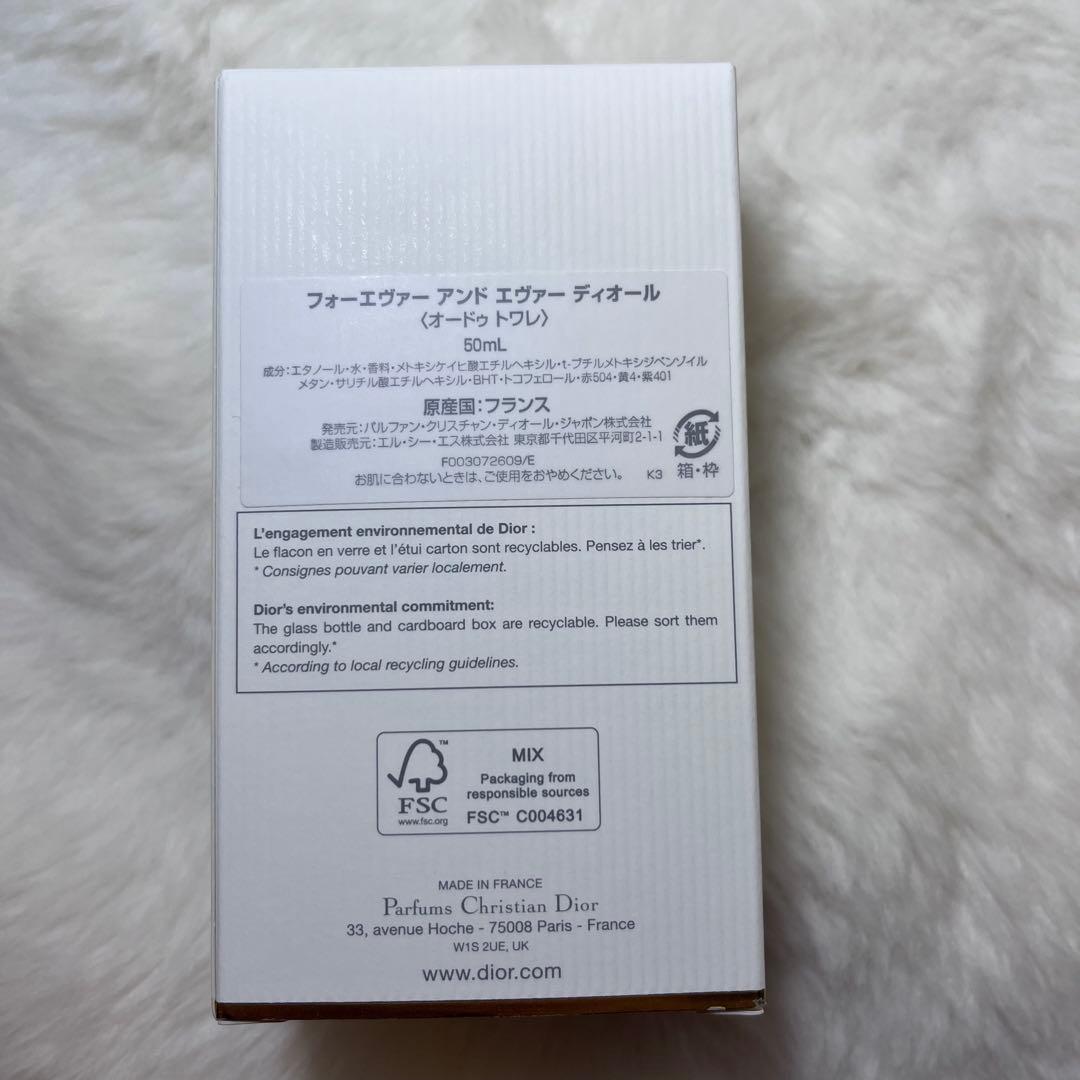 フォーエヴァー アンド エヴァー ディオール
〈オードゥ トワレ〉
50mL
成分：エタノール・水・香料・メトキシケイヒ酸エチルヘキシル・t-ブチルメトキシジベンゾイル
メタン・サリチル酸エチルヘキシル・BHT・トコフェロール・赤504・黄4・紫401
原産国：フランス
発売元：パルファン・クリスチャン・ディオール・ジャポン株式会社
製造販売元：エル・シー・エス株式会社 東京都千代田区平河町2-1-1
F003072609/E
お肌に合わないときは、ご使用をおやめください。 K3
紙
箱・枠
L'engagement environnemental de Dior :
Le flacon en verre et l'étui carton sont recyclables. Pensez à les trier*.
* Consignes pouvant varier localement.
Dior's environmental commitment:
The glass bottle and cardboard box are recyclable. Please sort them
accordingly.*
* According to local recycling guidelines.
FSC
www.fsc.org
MIX
Packaging from
responsible sources
FSC™ C004631
MADE IN FRANCE
Parfums Christian Dior
33, avenue Hoche - 75008 Paris - France
W1S 2UE, UK
www.dior.com